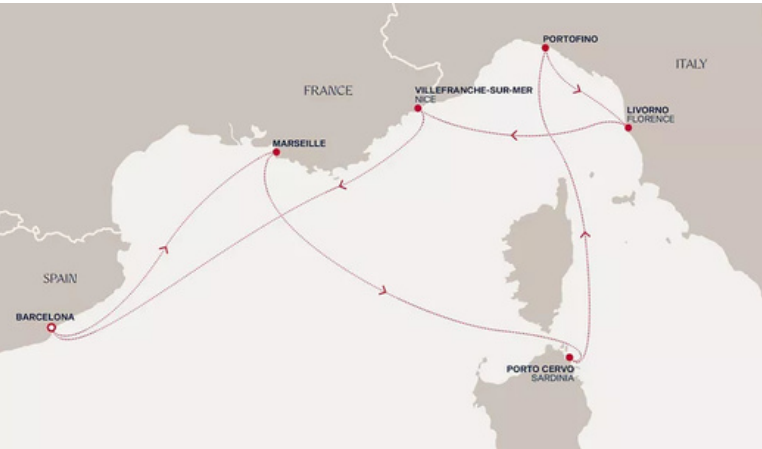 PORTOFINO
ITALY
FRANCE
VILLEFRANCHE-SUR-MER
NICE
LIVORNO
FLORENCE
MARSEILLE
SPAIN
BARCELONA
PORTO CERVO
SARDINIA